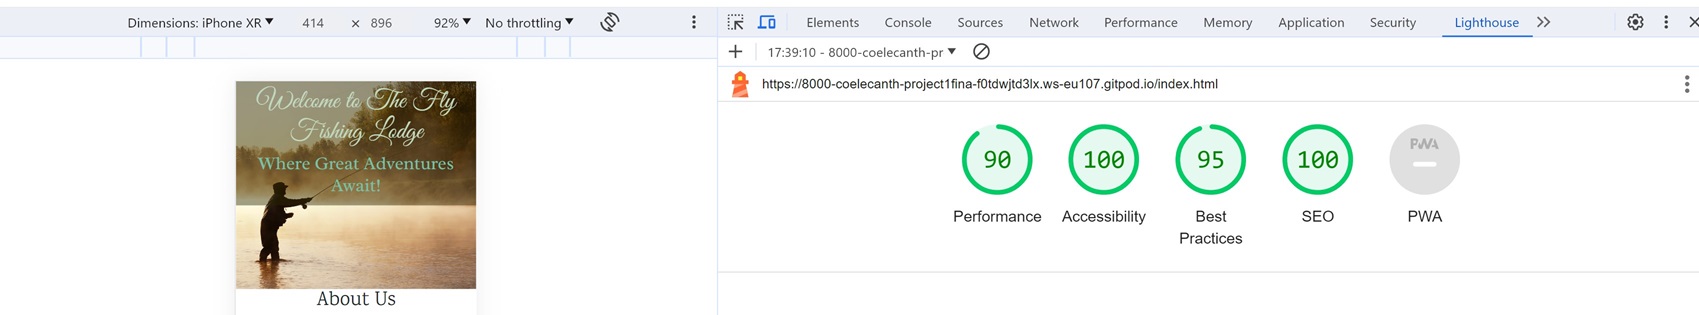 Dimensions: iPhone XR 414 × 896 92% No throttling
Elements Console Sources Network Performance Memory Application Security Lighthouse
17:39:10 - 8000-coelecanth-pr
https://8000-coelecanth-project1fina-f0tdwjtd3lx.ws-eu107.gitpod.io/index.html
Welcome to The Fly
Fishing Lodge
Where Great Adventures
Await!
About Us
90 100 95 100 PWA
Performance Accessibility Best SEO PWA
Practices